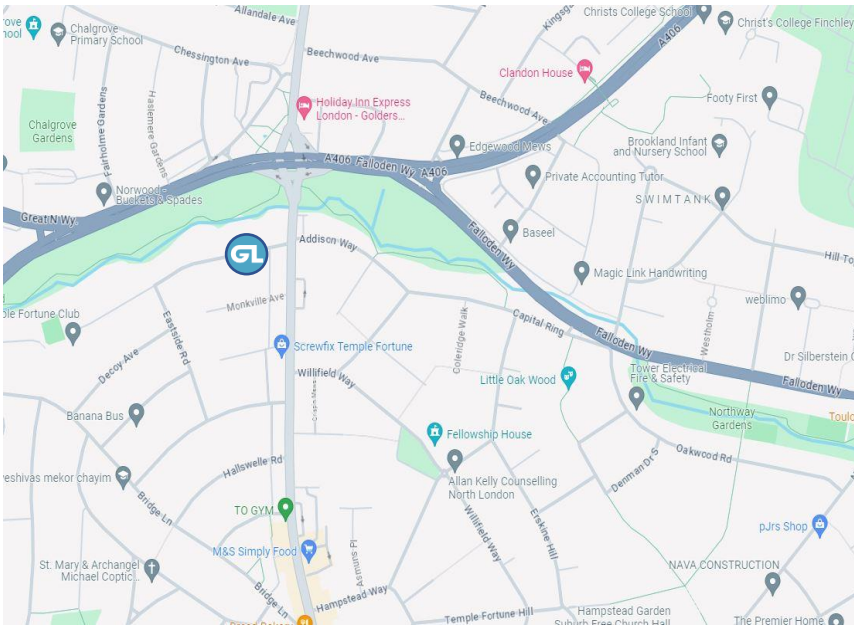 Allandale Ave
Kingsg
Christs College School
Christ's College Finchley
rove
hool
Chalgrove
Primary School
Chessington Ave
Beechwood Ave
A406
Clandon House
Holiday Inn Express
London - Golders...
Beechwood Ave
Footy First
Fairholme Gardens
Haslemere Gardens
Chalgrove
Gardens
Edgewood Mews
Brookland Infant
and Nursery School
A406 Falloden Wy
A406
Private Accounting Tutor
Norwood -
Buckets & Spades
SWIMTANK
Great N Wy.
Falloden Wy
Baseel
GL
Addison Way
Hill To
Magic Link Handwriting
Monkville Ave
weblimo
ple Fortune Club
Eastside Rd
Coleridge Walk
Capital Ring
Falloden Wy
Westholm
Decoy Ave
Screwfix Temple Fortune
Dr Silberstein C
Willifield Way
Little Oak Wood
Tower Electrical
Fire & Safety
Falloden Wy
Crispin Mews
Banana Bus
Northway
Gardens
Toulo
Fellowship House
Oakwood Rd
Hallswelle Rd
Denman Dr S
yeshivas mekor chayim
Allan Kelly Counselling
North London
Bridge Ln
TO GYM
Willifield Way
Erskine Hill
pJrs Shop
M&S Simply Food
Asmuns Pl
St. Mary & Archangel
Michael Coptic...
NAVA CONSTRUCTION
Bridge Ln
Hampstead Way
Temple Fortune Hill
Hampstead Garden
Suburb Free Church Hall
The Premier Home